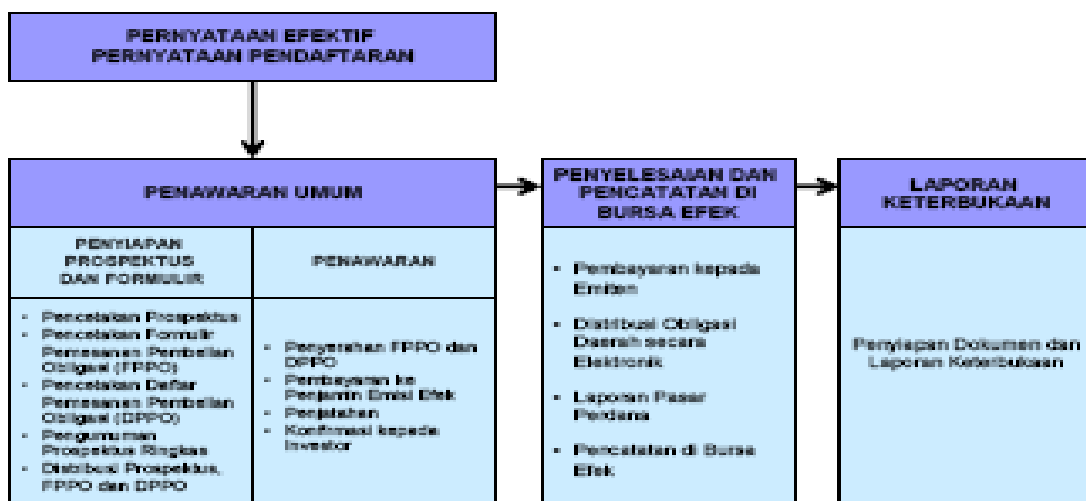 PERNYATAAN EFEKTIF
PERNYATAAN PENDAFTARAN
PENAWARAN UMUM
PENYIAPAN
PROSPEKTUS
DAN FORMULIR
• Pencetakan Prospektus
• Pencetakan Formulir
Pemesanan Pembelian
Obligasi (FPPO)
• Pencetakan Daftar
Pemesanan Pembelian
Obligasi (DPPO)
• Pengumuman
Prospektus Ringkas
• Distribusi Prospektus,
FPPO dan DPPO
PENAWARAN
• Penyerahan FPPO dan
DPPO
• Pembayaran ke
Penjamin Emisi Efek
• Penjatahan
• Konfirmasi kepada
Investor
PENYELESAIAN DAN
PENCATATAN DI
BURSA EFEK
• Pembayaran kepada
Emiten
• Distribusi Obligasi
Daerah secara
Elektronik
• Laporan Pasar
Perdana
• Pencatatan di Bursa
Efek
LAPORAN
KETERBUKAAN
Penyiapan Dokumen dan
Laporan Keterbukaan